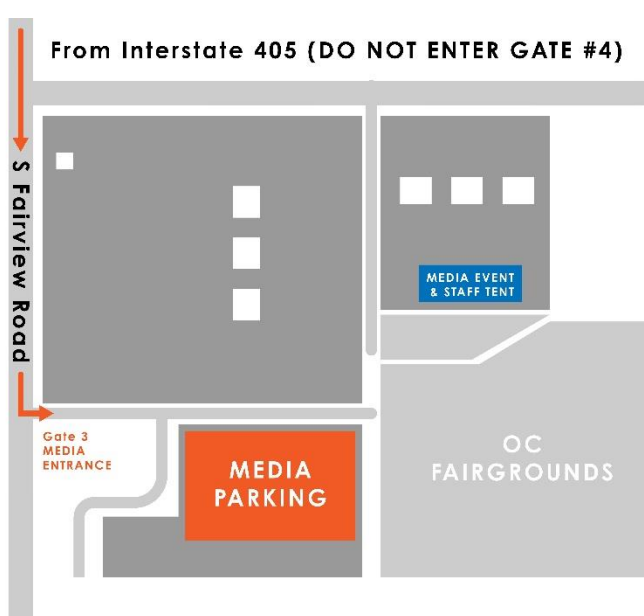 From Interstate 405 (DO NOT ENTER GATE #4)
S Fairview Road
MEDIA EVENT
& STAFF TENT
Gate 3
MEDIA
ENTRANCE
MEDIA
PARKING
OC
FAIRGROUNDS